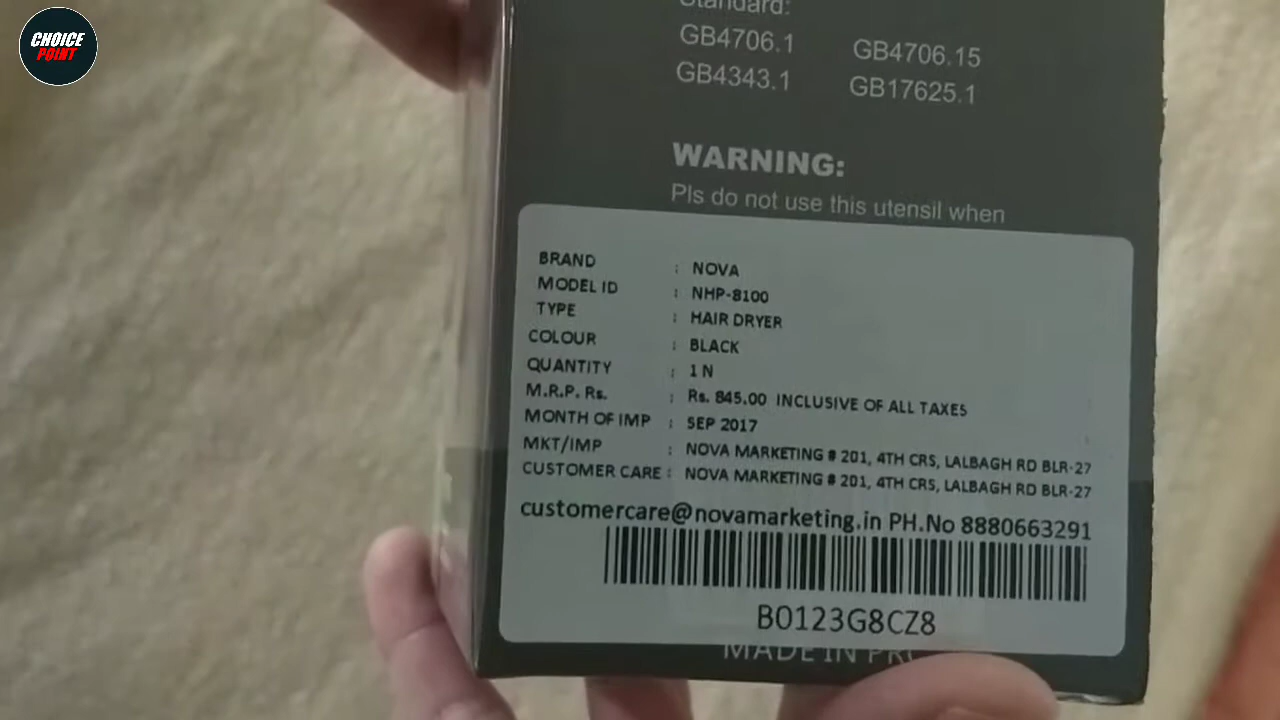 CHOICE
POINT
Standard:
GB4706.1 GB4706.15
GB4343.1 GB17625.1
WARNING:
Pls do not use this utensil when
BRAND : NOVA
MODEL ID : NHP-8100
TYPE : HAIR DRYER
COLOUR : BLACK
QUANTITY : 1 N
M.R.P. Rs. : Rs. 845.00 INCLUSIVE OF ALL TAXES
MONTH OF IMP : SEP 2017
MKT/IMP : NOVA MARKETING # 201, 4TH CRS, LALBAGH RD BLR-27
CUSTOMER CARE : NOVA MARKETING # 201, 4TH CRS, LALBAGH RD BLR-27
customercare@novamarketing.in PH.No 8880663291
B0123G8CZ8
MADE IN